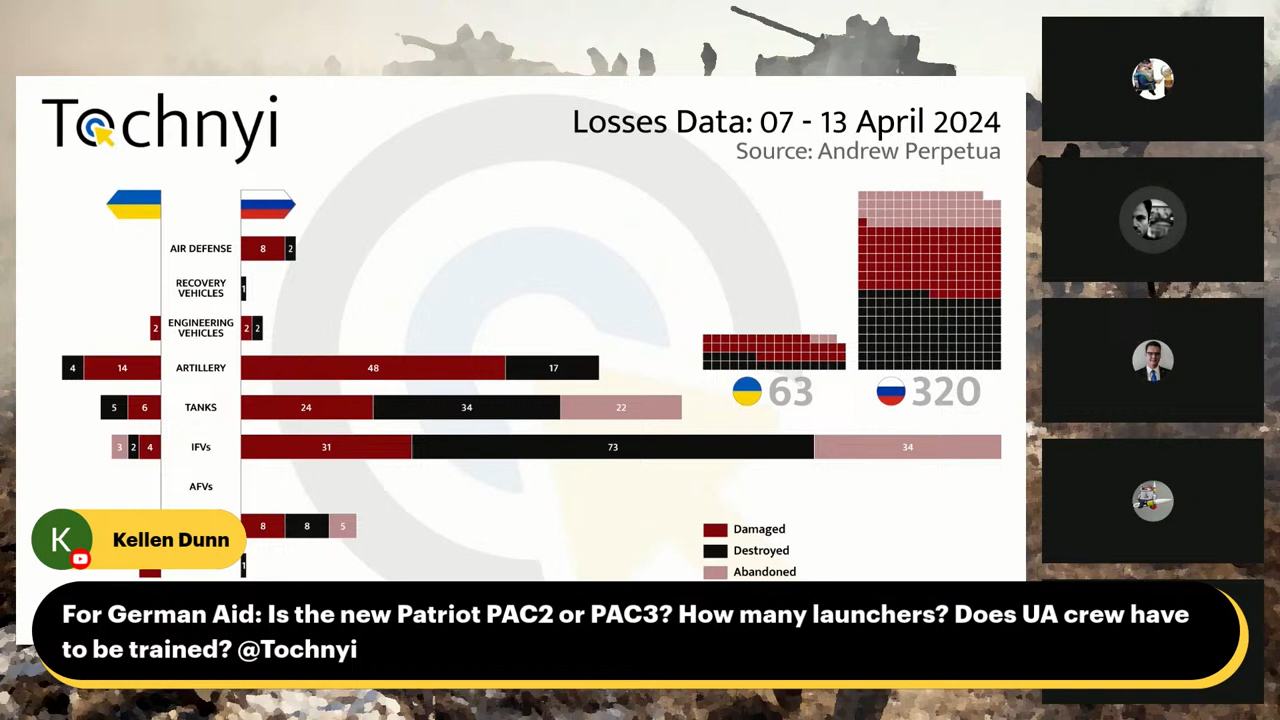 Tochnyi
Losses Data: 07 - 13 April 2024
Source: Andrew Perpetua
AIR DEFENSE
8
2
RECOVERY
VEHICLES
1
2
ENGINEERING
VEHICLES
2
2
4
14
ARTILLERY
48
17
5
6
TANKS
24
34
22
3
2
4
IFVs
31
73
34
AFVs
8
8
5
1
63
320
Damaged
Destroyed
Abandoned
K
Kellen Dunn
For German Aid: Is the new Patriot PAC2 or PAC3? How many launchers? Does UA crew have
to be trained? @Tochnyi